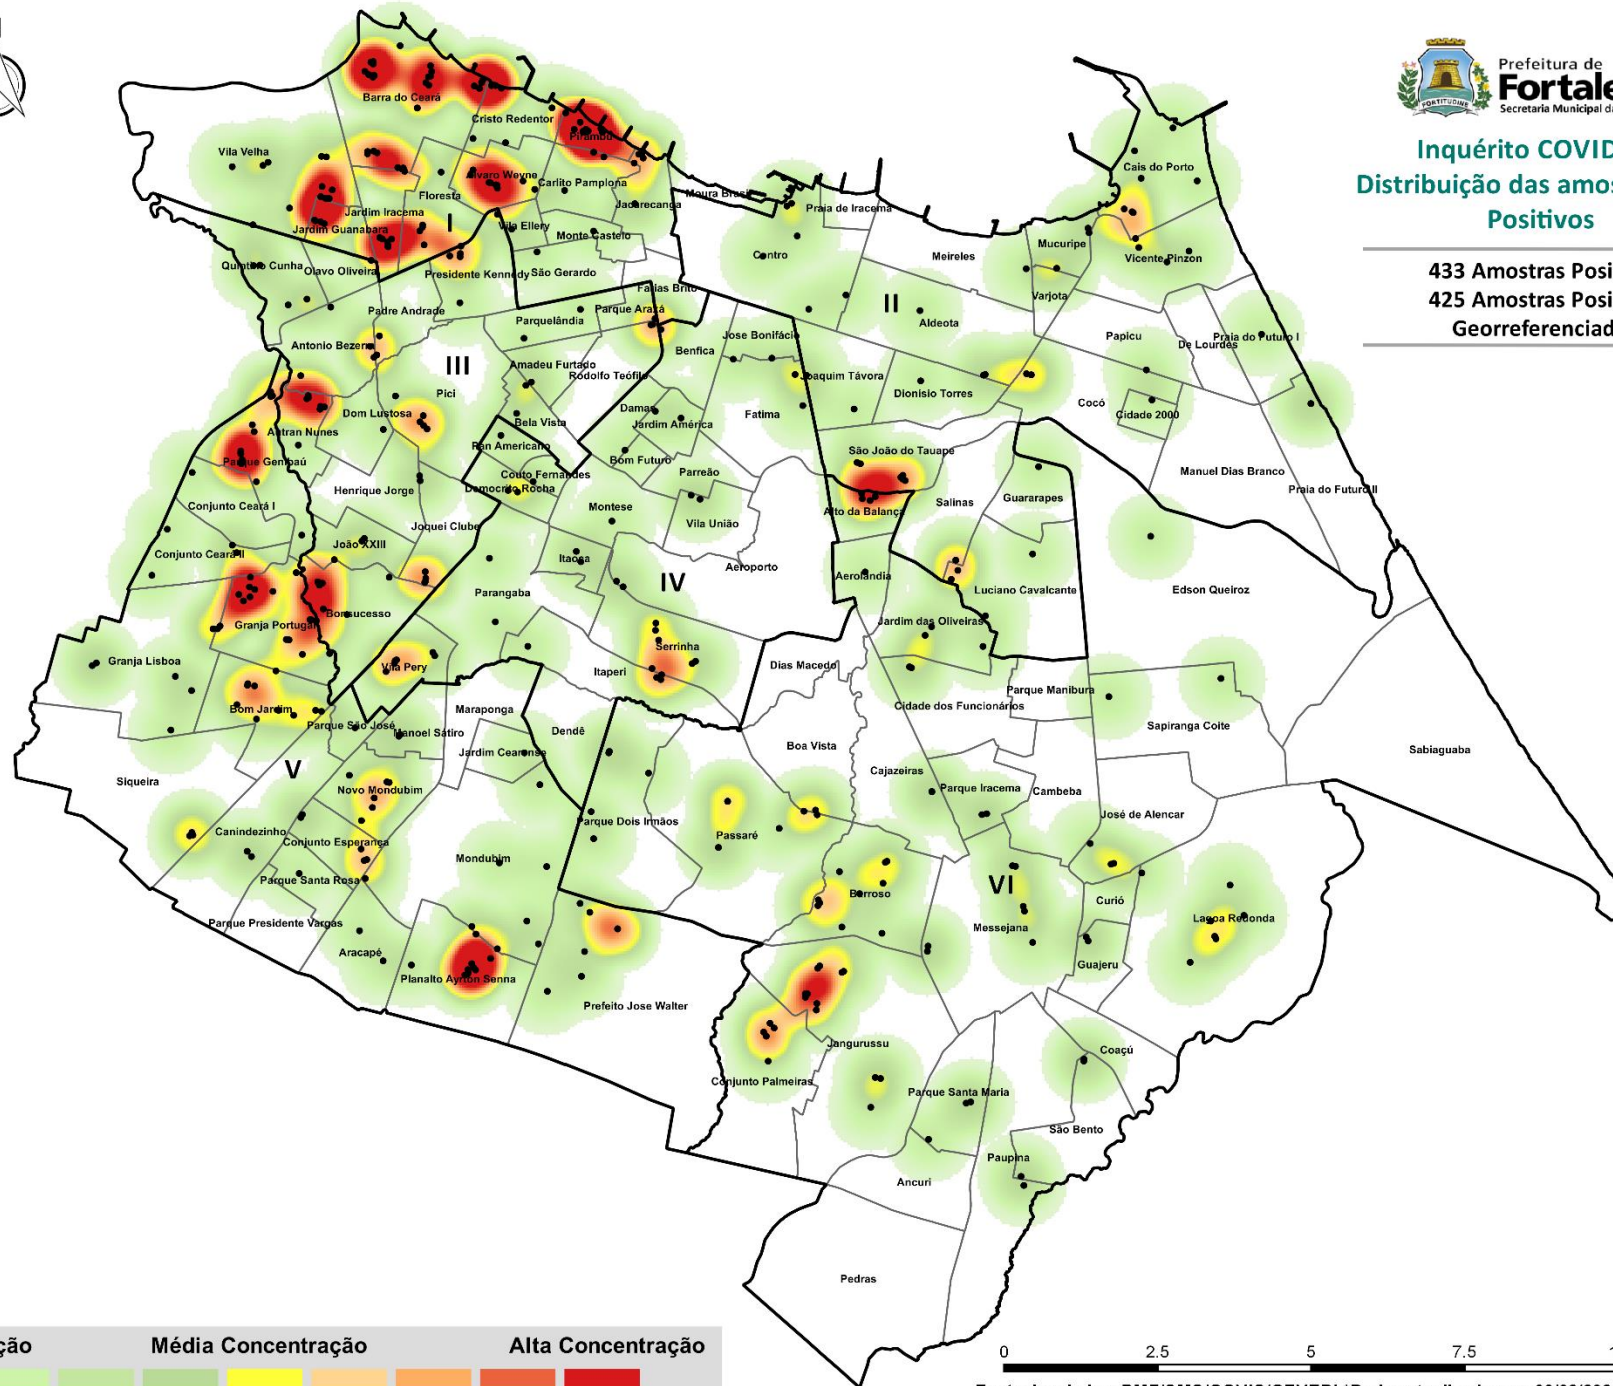 Prefeitura de
Fortale
Secretaria Municipal da
FORTITUDINE
Inquérito COVID
Distribuição das amos
Positivos
433 Amostras Posi
425 Amostras Posi
Georreferenciad
Barra do Ceará
Cristo Redentor
Pirambu
Vila Velha
Floresta
Alvaro Weyne
Carlito Pamplona
Jacarecanga
Moura Brasil
Praia de Iracema
Cais do Porto
Jardim Iracema
I
Jardim Guanabara
Vila Ellery
Monte Castelo
Centro
Meireles
Mucuripe
Vicente Pinzon
Quintino Cunha
Olavo Oliveira
Presidente Kennedy
São Gerardo
Farias Brito
Varjota
II
Padre Andrade
Parquelândia
Parque Araxá
Aldeota
Antonio Bezerra
Jose Bonifácio
Benfica
Papicu
De Lourdes
Praia do Futuro I
III
Amadeu Furtado
Rodolfo Teófilo
Joaquim Távora
Dionisio Torres
Pici
Dom Lustosa
Bela Vista
Damas
Jardim América
Fatima
Cocó
Cidade 2000
Autran Nunes
Pan Americano
Bom Futuro
São João do Tauape
Parque Genibaú
Couto Fernandes
Parreão
Manuel Dias Branco
Praia do Futuro II
Henrique Jorge
Democrito Rocha
Guararapes
Salinas
Conjunto Ceará I
Montese
Vila União
Alto da Balança
Joquei Clube
João XXIII
Conjunto Ceará II
Itaoca
Aeroporto
Aerolandia
IV
Parangaba
Luciano Cavalcante
Edson Queiroz
Bonsucesso
Granja Portugal
Jardim das Oliveiras
Serrinha
Granja Lisboa
Vila Pery
Itaperi
Dias Macedo
Parque Manibura
Bom Jardim
Maraponga
Cidade dos Funcionários
Parque São José
Manoel Sátiro
Dendê
Sapiranga Coite
Jardim Cearense
Boa Vista
Sabiaguaba
V
Siqueira
Cajazeiras
Novo Mondubim
Parque Iracema
Cambeba
José de Alencar
Canindezinho
Conjunto Esperança
Parque Dois Irmãos
Passaré
Mondubim
Parque Santa Rosa
VI
Barroso
Curió
Parque Presidente Vargas
Messejana
Lagoa Redonda
Aracapé
Planalto Ayrton Senna
Guajeru
Prefeito Jose Walter
Jangurussu
Coaçú
Conjunto Palmeiras
Parque Santa Maria
São Bento
Paupina
Ancuri
Pedras
ção Média Concentração Alta Concentração
0 2.5 5 7.5